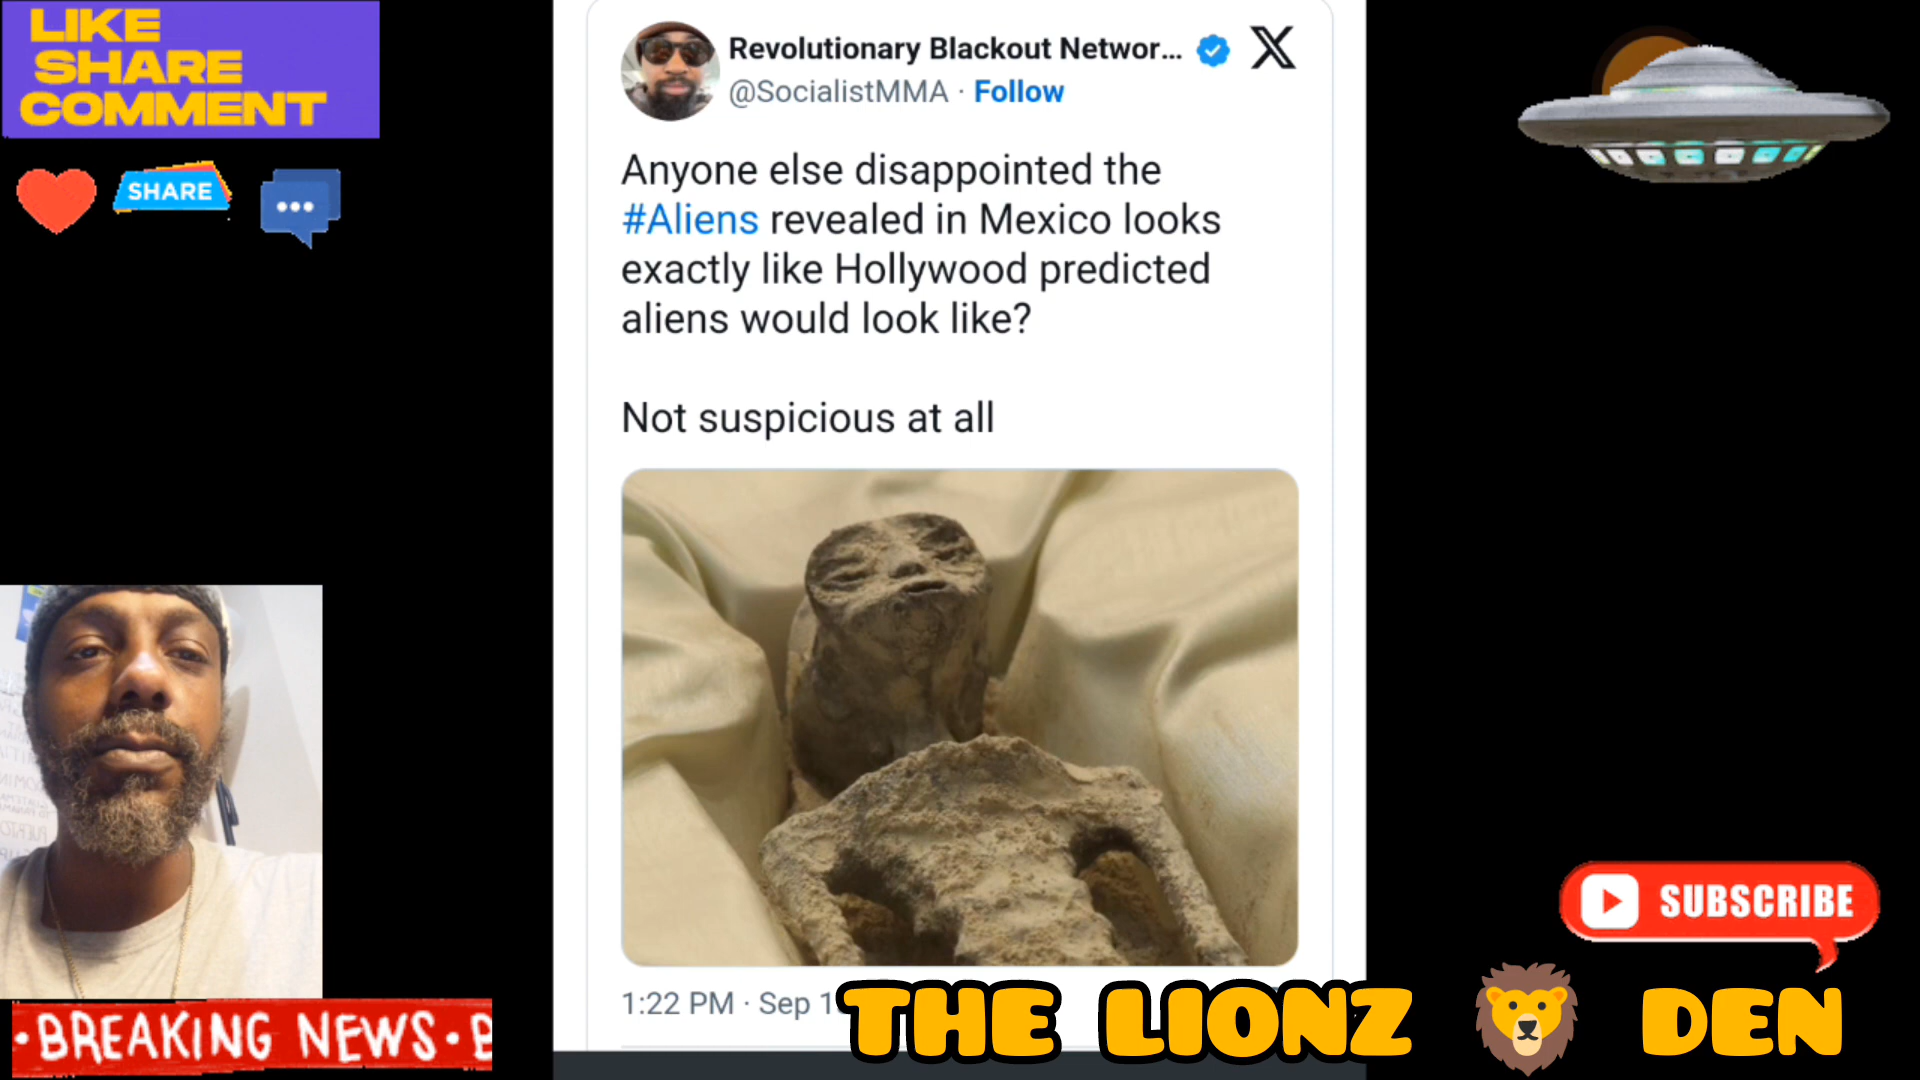 LIKE
SHARE
COMMENT
SHARE
Revolutionary Blackout Networ...
@SocialistMMA · Follow
Anyone else disappointed the
#Aliens revealed in Mexico looks
exactly like Hollywood predicted
aliens would look like?
Not suspicious at all
SUBSCRIBE
1:22 PM · Sep 1
THE LIONZ DEN
·BREAKING NEWS·B